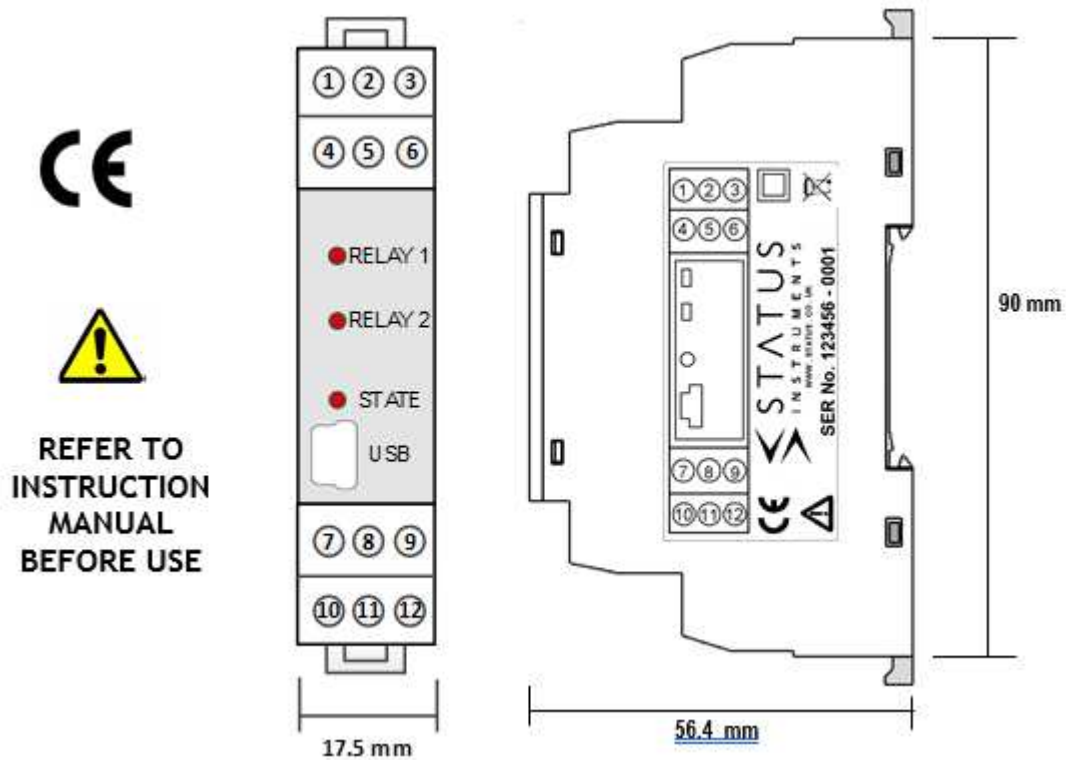 CE
REFER TO
INSTRUCTION
MANUAL
BEFORE USE
1 2 3
4 5 6
RELAY 1
RELAY 2
STATE
USB
7 8 9
10 11 12
17.5 mm
1 2 3
4 5 6
7 8 9
10 11 12
STATUS
INSTRUMENTS
www.status.co.uk
SER No. 123456 - 0001
CE
90 mm
56.4 mm